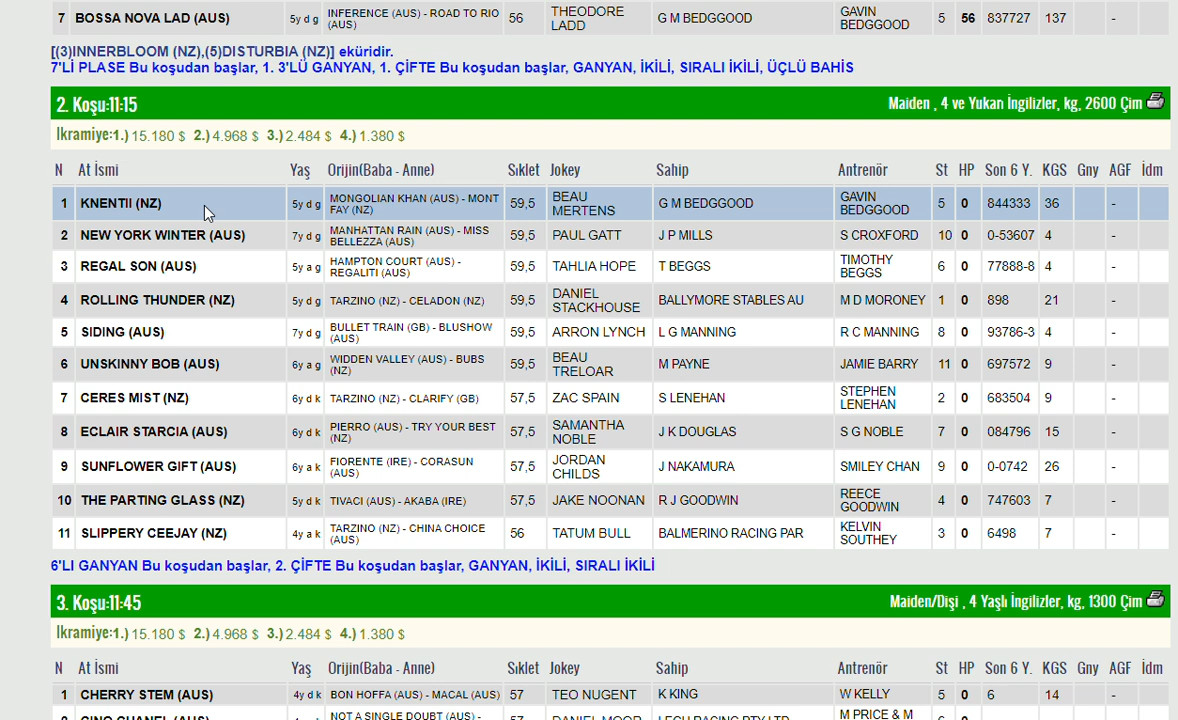 7 BOSSA NOVA LAD (AUS) 5y d g INFERENCE (AUS) - ROAD TO RIO (AUS) 56 THEODORE LADD G M BEDGGOOD GAVIN BEDGGOOD 5 56 837727 137 -
[(3)INNERBLOOM (NZ),(5)DISTURBIA (NZ)] eküridir.
7'Lİ PLASE Bu koşudan başlar, 1. 3'LÜ GANYAN, 1. ÇİFTE Bu koşudan başlar, GANYAN, İKİLİ, SIRALI İKİLİ, ÜÇLÜ BAHİS
2. Koşu:11:15 Maiden , 4 ve Yukarı İngilizler, kg, 2600 Çim
İkramiye:1.) 15.180 $ 2.) 4.968 $ 3.) 2.484 $ 4.) 1.380 $
N At İsmi Yaş Orijin(Baba - Anne) Sıklet Jokey Sahip Antrenör St HP Son 6 Y. KGS Gny AGF İdm
1 KNENTII (NZ) 5y d g MONGOLIAN KHAN (AUS) - MONT FAY (NZ) 59,5 BEAU MERTENS G M BEDGGOOD GAVIN BEDGGOOD 5 0 844333 36 -
2 NEW YORK WINTER (AUS) 7y d g MANHATTAN RAIN (AUS) - MISS BELLEZZA (AUS) 59,5 PAUL GATT J P MILLS S CROXFORD 10 0 0-53607 4 -
3 REGAL SON (AUS) 5y a g HAMPTON COURT (AUS) - REGALITI (AUS) 59,5 TAHLIA HOPE T BEGGS TIMOTHY BEGGS 6 0 77888-8 4 -
4 ROLLING THUNDER (NZ) 5y d g TARZINO (NZ) - CELADON (NZ) 59,5 DANIEL STACKHOUSE BALLYMORE STABLES AU M D MORONEY 1 0 898 21 -
5 SIDING (AUS) 7y d g BULLET TRAIN (GB) - BLUSHOW (AUS) 59,5 ARRON LYNCH L G MANNING R C MANNING 8 0 93786-3 4 -
6 UNSKINNY BOB (AUS) 6y a g WIDDEN VALLEY (AUS) - BUBS (NZ) 59,5 BEAU TRELOAR M PAYNE JAMIE BARRY 11 0 697572 9 -
7 CERES MIST (NZ) 6y d k TARZINO (NZ) - CLARIFY (GB) 57,5 ZAC SPAIN S LENEHAN STEPHEN LENEHAN 2 0 683504 9 -
8 ECLAIR STARCIA (AUS) 6y d k PIERRO (AUS) - TRY YOUR BEST (NZ) 57,5 SAMANTHA NOBLE J K DOUGLAS S G NOBLE 7 0 084796 15 -
9 SUNFLOWER GIFT (AUS) 6y a k FIORENTE (IRE) - CORASUN (AUS) 57,5 JORDAN CHILDS J NAKAMURA SMILEY CHAN 9 0 0-0742 26 -
10 THE PARTING GLASS (NZ) 5y d k TIVACI (AUS) - AKABA (IRE) 57,5 JAKE NOONAN R J GOODWIN REECE GOODWIN 4 0 747603 7 -
11 SLIPPERY CEEJAY (NZ) 4y a k TARZINO (NZ) - CHINA CHOICE (AUS) 56 TATUM BULL BALMERINO RACING PAR KELVIN SOUTHEY 3 0 6498 7 -
6'LI GANYAN Bu koşudan başlar, 2. ÇİFTE Bu koşudan başlar, GANYAN, İKİLİ, SIRALI İKİLİ
3. Koşu:11:45 Maiden/Dişi , 4 Yaşlı İngilizler, kg, 1300 Çim
İkramiye:1.) 15.180 $ 2.) 4.968 $ 3.) 2.484 $ 4.) 1.380 $
N At İsmi Yaş Orijin(Baba - Anne) Sıklet Jokey Sahip Antrenör St HP Son 6 Y. KGS Gny AGF İdm
1 CHERRY STEM (AUS) 4y d k BON HOFFA (AUS) - MACAL (AUS) 57 TEO NUGENT K KING W KELLY 5 0 6 14 -
NOT A SINGLE DOUBT (AUS) - M PRICE & M